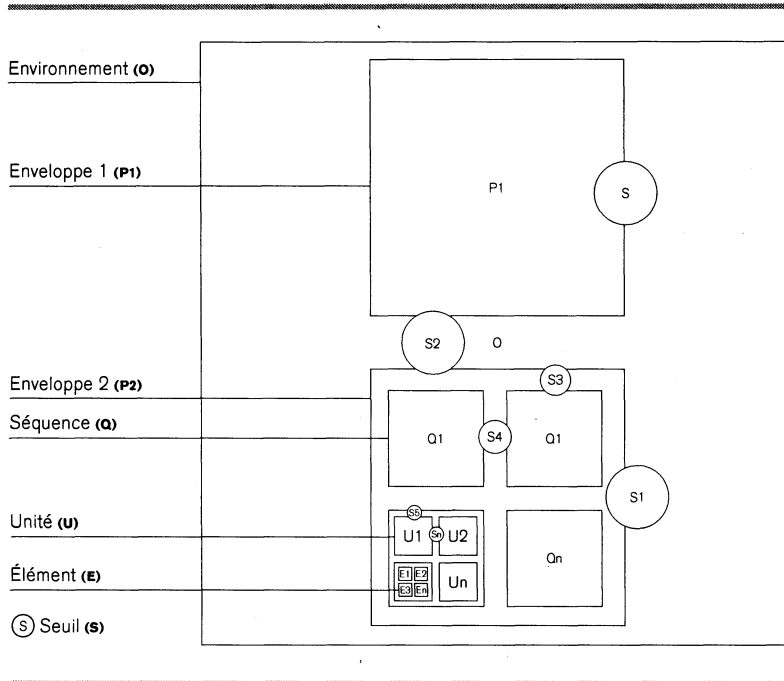 Environnement (O)
Enveloppe 1 (P1)
P1
S
S2
O
Enveloppe 2 (P2)
S3
Séquence (Q)
Q1
S4
Q1
S1
S5
Unité (U)
U1
Sn
U2
Qn
Élément (E)
E1
E2
Un
E3
En
S Seuil (S)